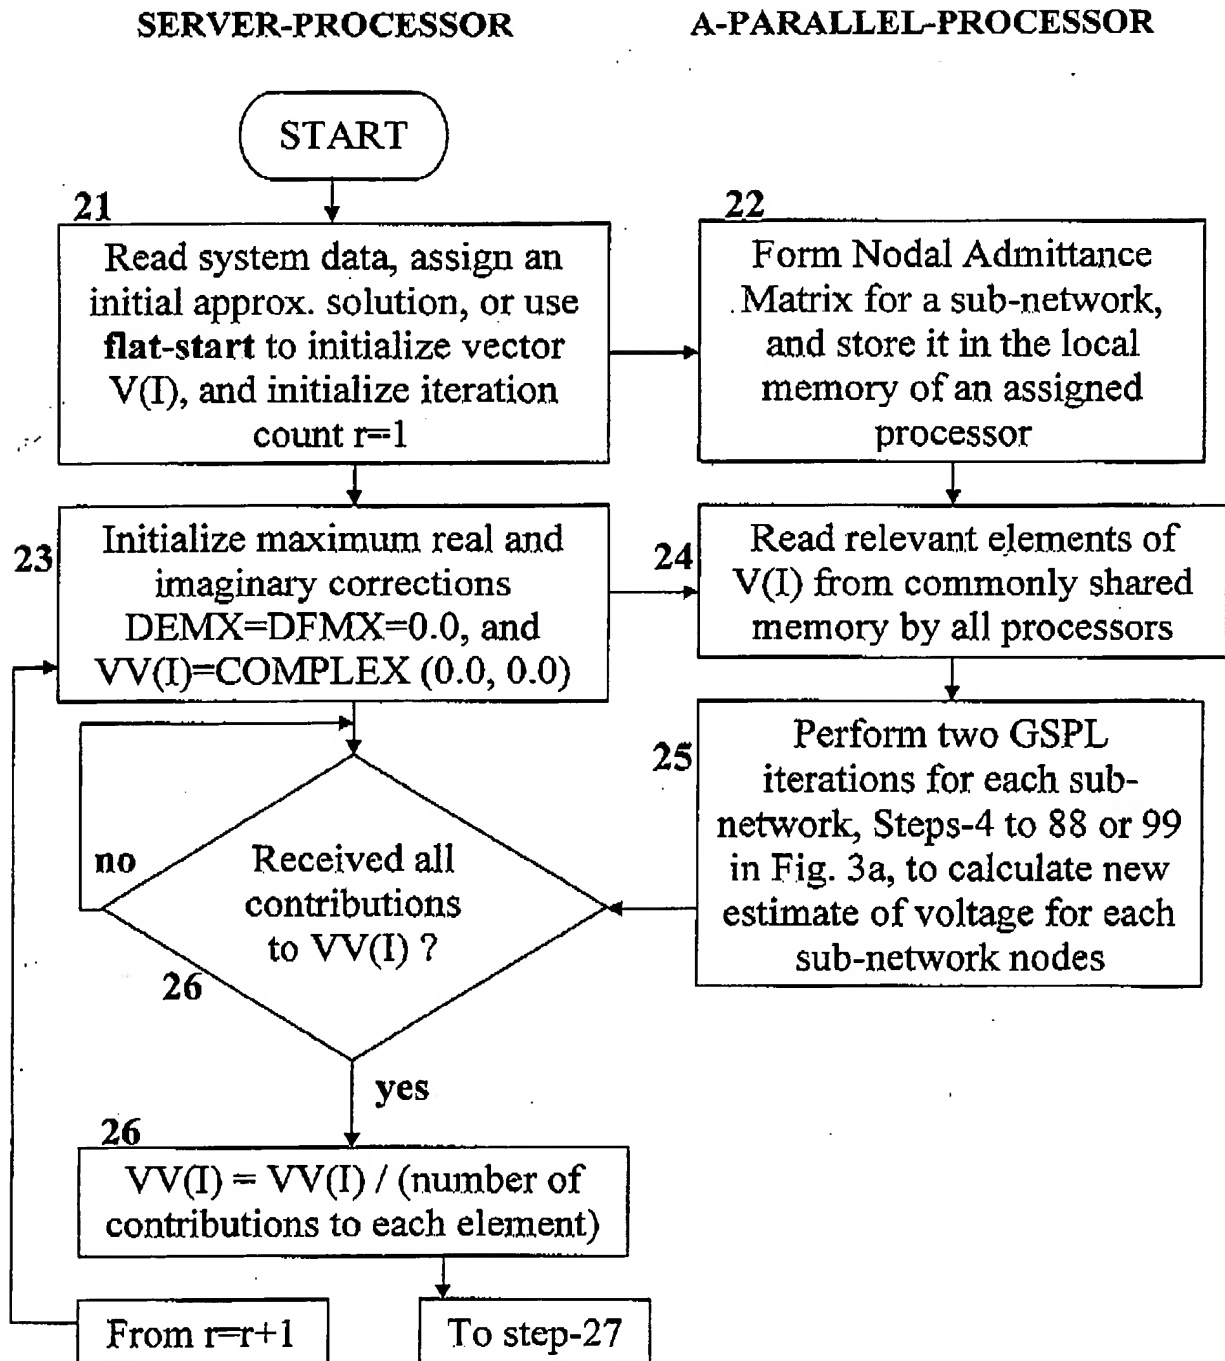 SERVER-PROCESSOR
A-PARALLEL-PROCESSOR
START
21
Read system data, assign an
initial approx. solution, or use
flat-start to initialize vector
V(I), and initialize iteration
count r=1
22
Form Nodal Admittance
Matrix for a sub-network,
and store it in the local
memory of an assigned
processor
23
Initialize maximum real and
imaginary corrections
DEMX=DFMX=0.0, and
VV(I)=COMPLEX (0.0, 0.0)
24
Read relevant elements of
V(I) from commonly shared
memory by all processors
25
Perform two GSPL
iterations for each sub-
network, Steps-4 to 88 or 99
in Fig. 3a, to calculate new
estimate of voltage for each
sub-network nodes
no
Received all
contributions
to VV(I) ?
26
yes
26
VV(I) = VV(I) / (number of
contributions to each element)
From r=r+1
To step-27